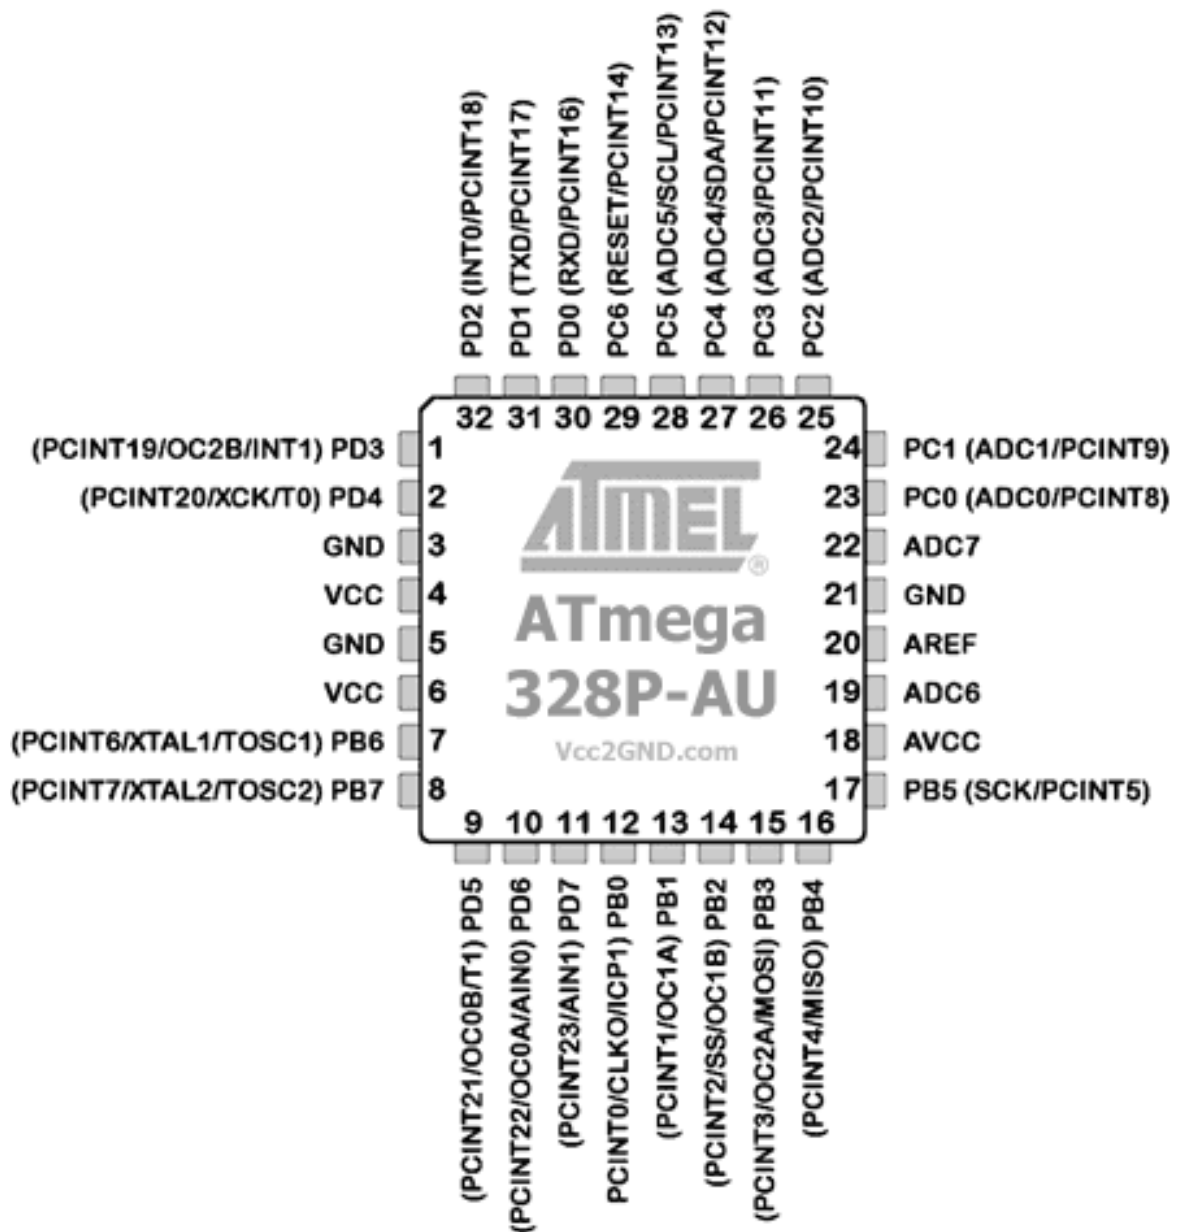 PD2 (INT0/PCINT18)
PD1 (TXD/PCINT17)
PD0 (RXD/PCINT16)
PC6 (RESET/PCINT14)
PC5 (ADC5/SCL/PCINT13)
PC4 (ADC4/SDA/PCINT12)
PC3 (ADC3/PCINT11)
PC2 (ADC2/PCINT10)
32 31 30 29 28 27 26 25
(PCINT19/OC2B/INT1) PD3 1
(PCINT20/XCK/T0) PD4 2
GND 3
VCC 4
GND 5
VCC 6
(PCINT6/XTAL1/TOSC1) PB6 7
(PCINT7/XTAL2/TOSC2) PB7 8
ATMEL ®
ATmega
328P-AU
Vcc2GND.com
24 PC1 (ADC1/PCINT9)
23 PC0 (ADC0/PCINT8)
22 ADC7
21 GND
20 AREF
19 ADC6
18 AVCC
17 PB5 (SCK/PCINT5)
9 10 11 12 13 14 15 16
(PCINT21/OC0B/T1) PD5
(PCINT22/OC0A/AIN0) PD6
(PCINT23/AIN1) PD7
PCINT0/CLKO/ICP1) PB0
(PCINT1/OC1A) PB1
(PCINT2/SS/OC1B) PB2
(PCINT3/OC2A/MOSI) PB3
(PCINT4/MISO) PB4